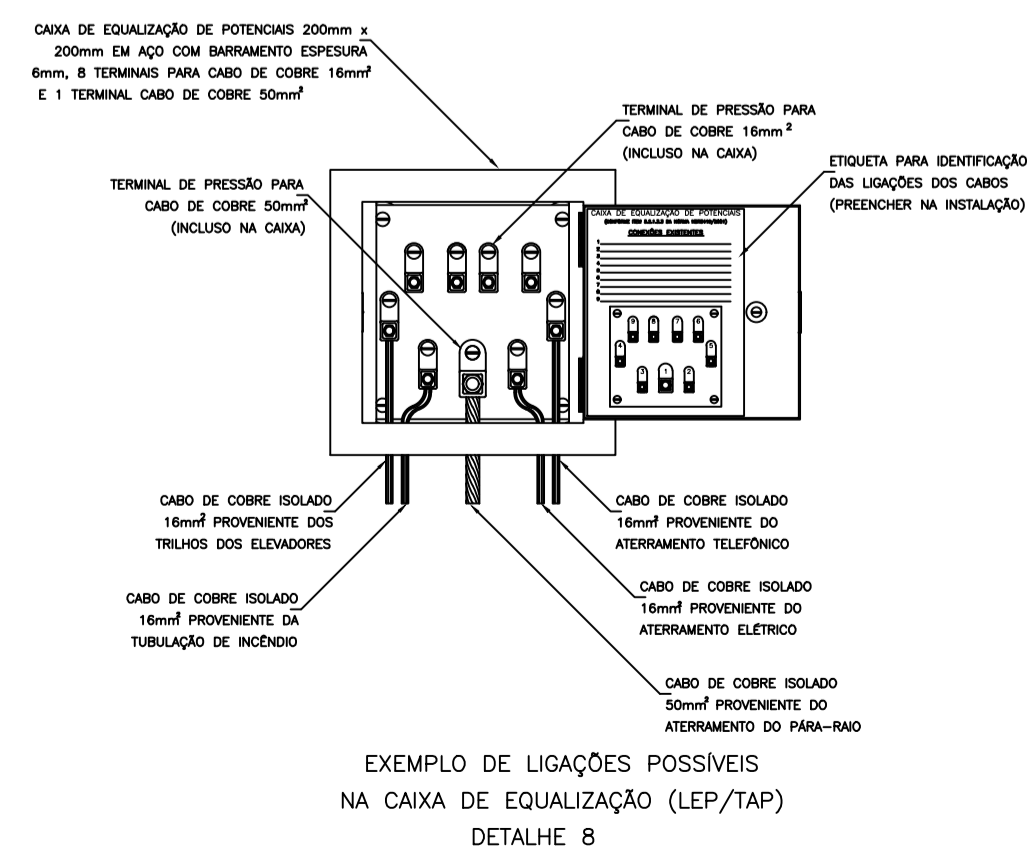 CAIXA DE EQUALIZAÇÃO DE POTENCIAIS 200mm x
200mm EM AÇO COM BARRAMENTO ESPESURA
6mm, 8 TERMINAIS PARA CABO DE COBRE 16mm²
E 1 TERMINAL CABO DE COBRE 50mm²
TERMINAL DE PRESSÃO PARA
CABO DE COBRE 16mm²
(INCLUSO NA CAIXA)
ETIQUETA PARA IDENTIFICAÇÃO
DAS LIGAÇÕES DOS CABOS
(PREENCHER NA INSTALAÇÃO)
TERMINAL DE PRESSÃO PARA
CABO DE COBRE 50mm²
(INCLUSO NA CAIXA)
CAIXA DE EQUALIZAÇÃO DE POTENCIAIS
CONEXÕES EXISTENTES
1
2
3
4
5
6
7
8
9
9 8 7 6
4 5
3 1 2
CABO DE COBRE ISOLADO
16mm² PROVENIENTE DOS
TRILHOS DOS ELEVADORES
CABO DE COBRE ISOLADO
16mm² PROVENIENTE DO
ATERRAMENTO TELEFÔNICO
CABO DE COBRE ISOLADO
16mm² PROVENIENTE DA
TUBULAÇÃO DE INCÊNDIO
CABO DE COBRE ISOLADO
16mm² PROVENIENTE DO
ATERRAMENTO ELÉTRICO
CABO DE COBRE ISOLADO
50mm² PROVENIENTE DO
ATERRAMENTO DO PÁRA-RAIO
EXEMPLO DE LIGAÇÕES POSSÍVEIS
NA CAIXA DE EQUALIZAÇÃO (LEP/TAP)
DETALHE 8